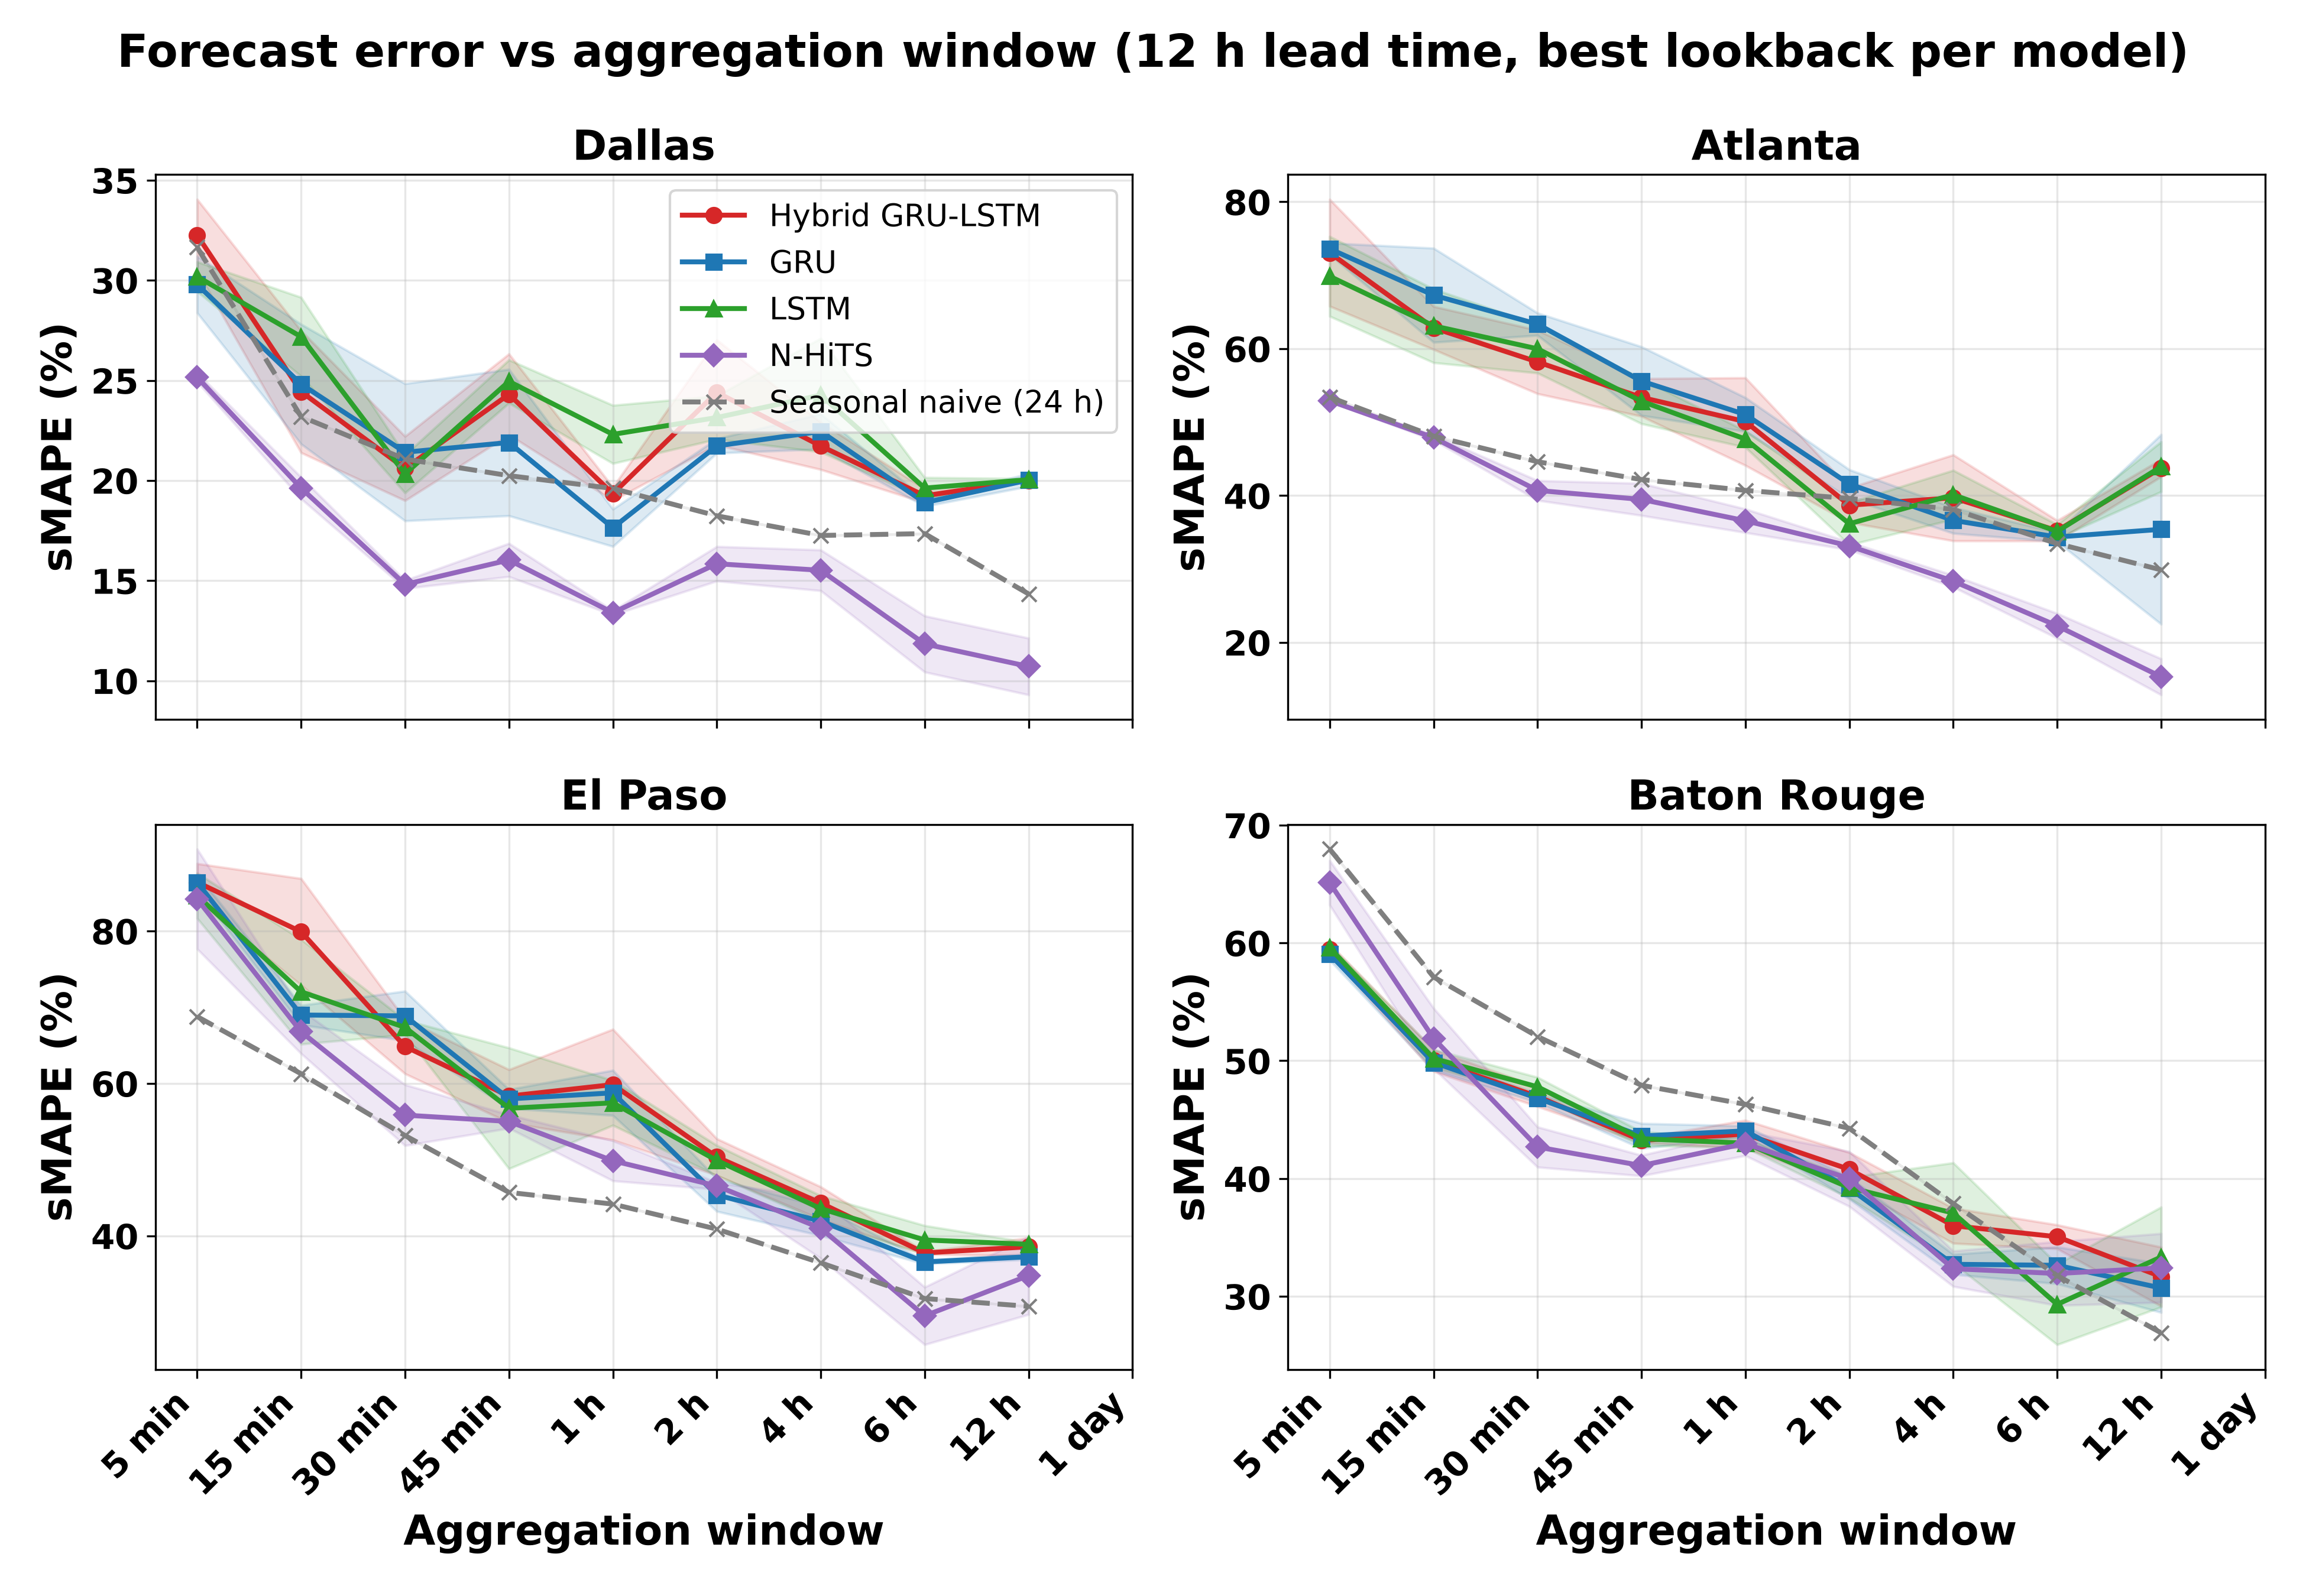 Forecast error vs aggregation window (12 h lead time, best lookback per model)
Dallas
35
30
25
20
15
10
sMAPE (%)
Hybrid GRU-LSTM
GRU
LSTM
N-HiTS
Seasonal naive (24 h)
Atlanta
80
60
40
20
sMAPE (%)
El Paso
80
60
40
sMAPE (%)
5 min
15 min
30 min
45 min
1 h
2 h
4 h
6 h
12 h
1 day
Aggregation window
Baton Rouge
70
60
50
40
30
sMAPE (%)
5 min
15 min
30 min
45 min
1 h
2 h
4 h
6 h
12 h
1 day
Aggregation window